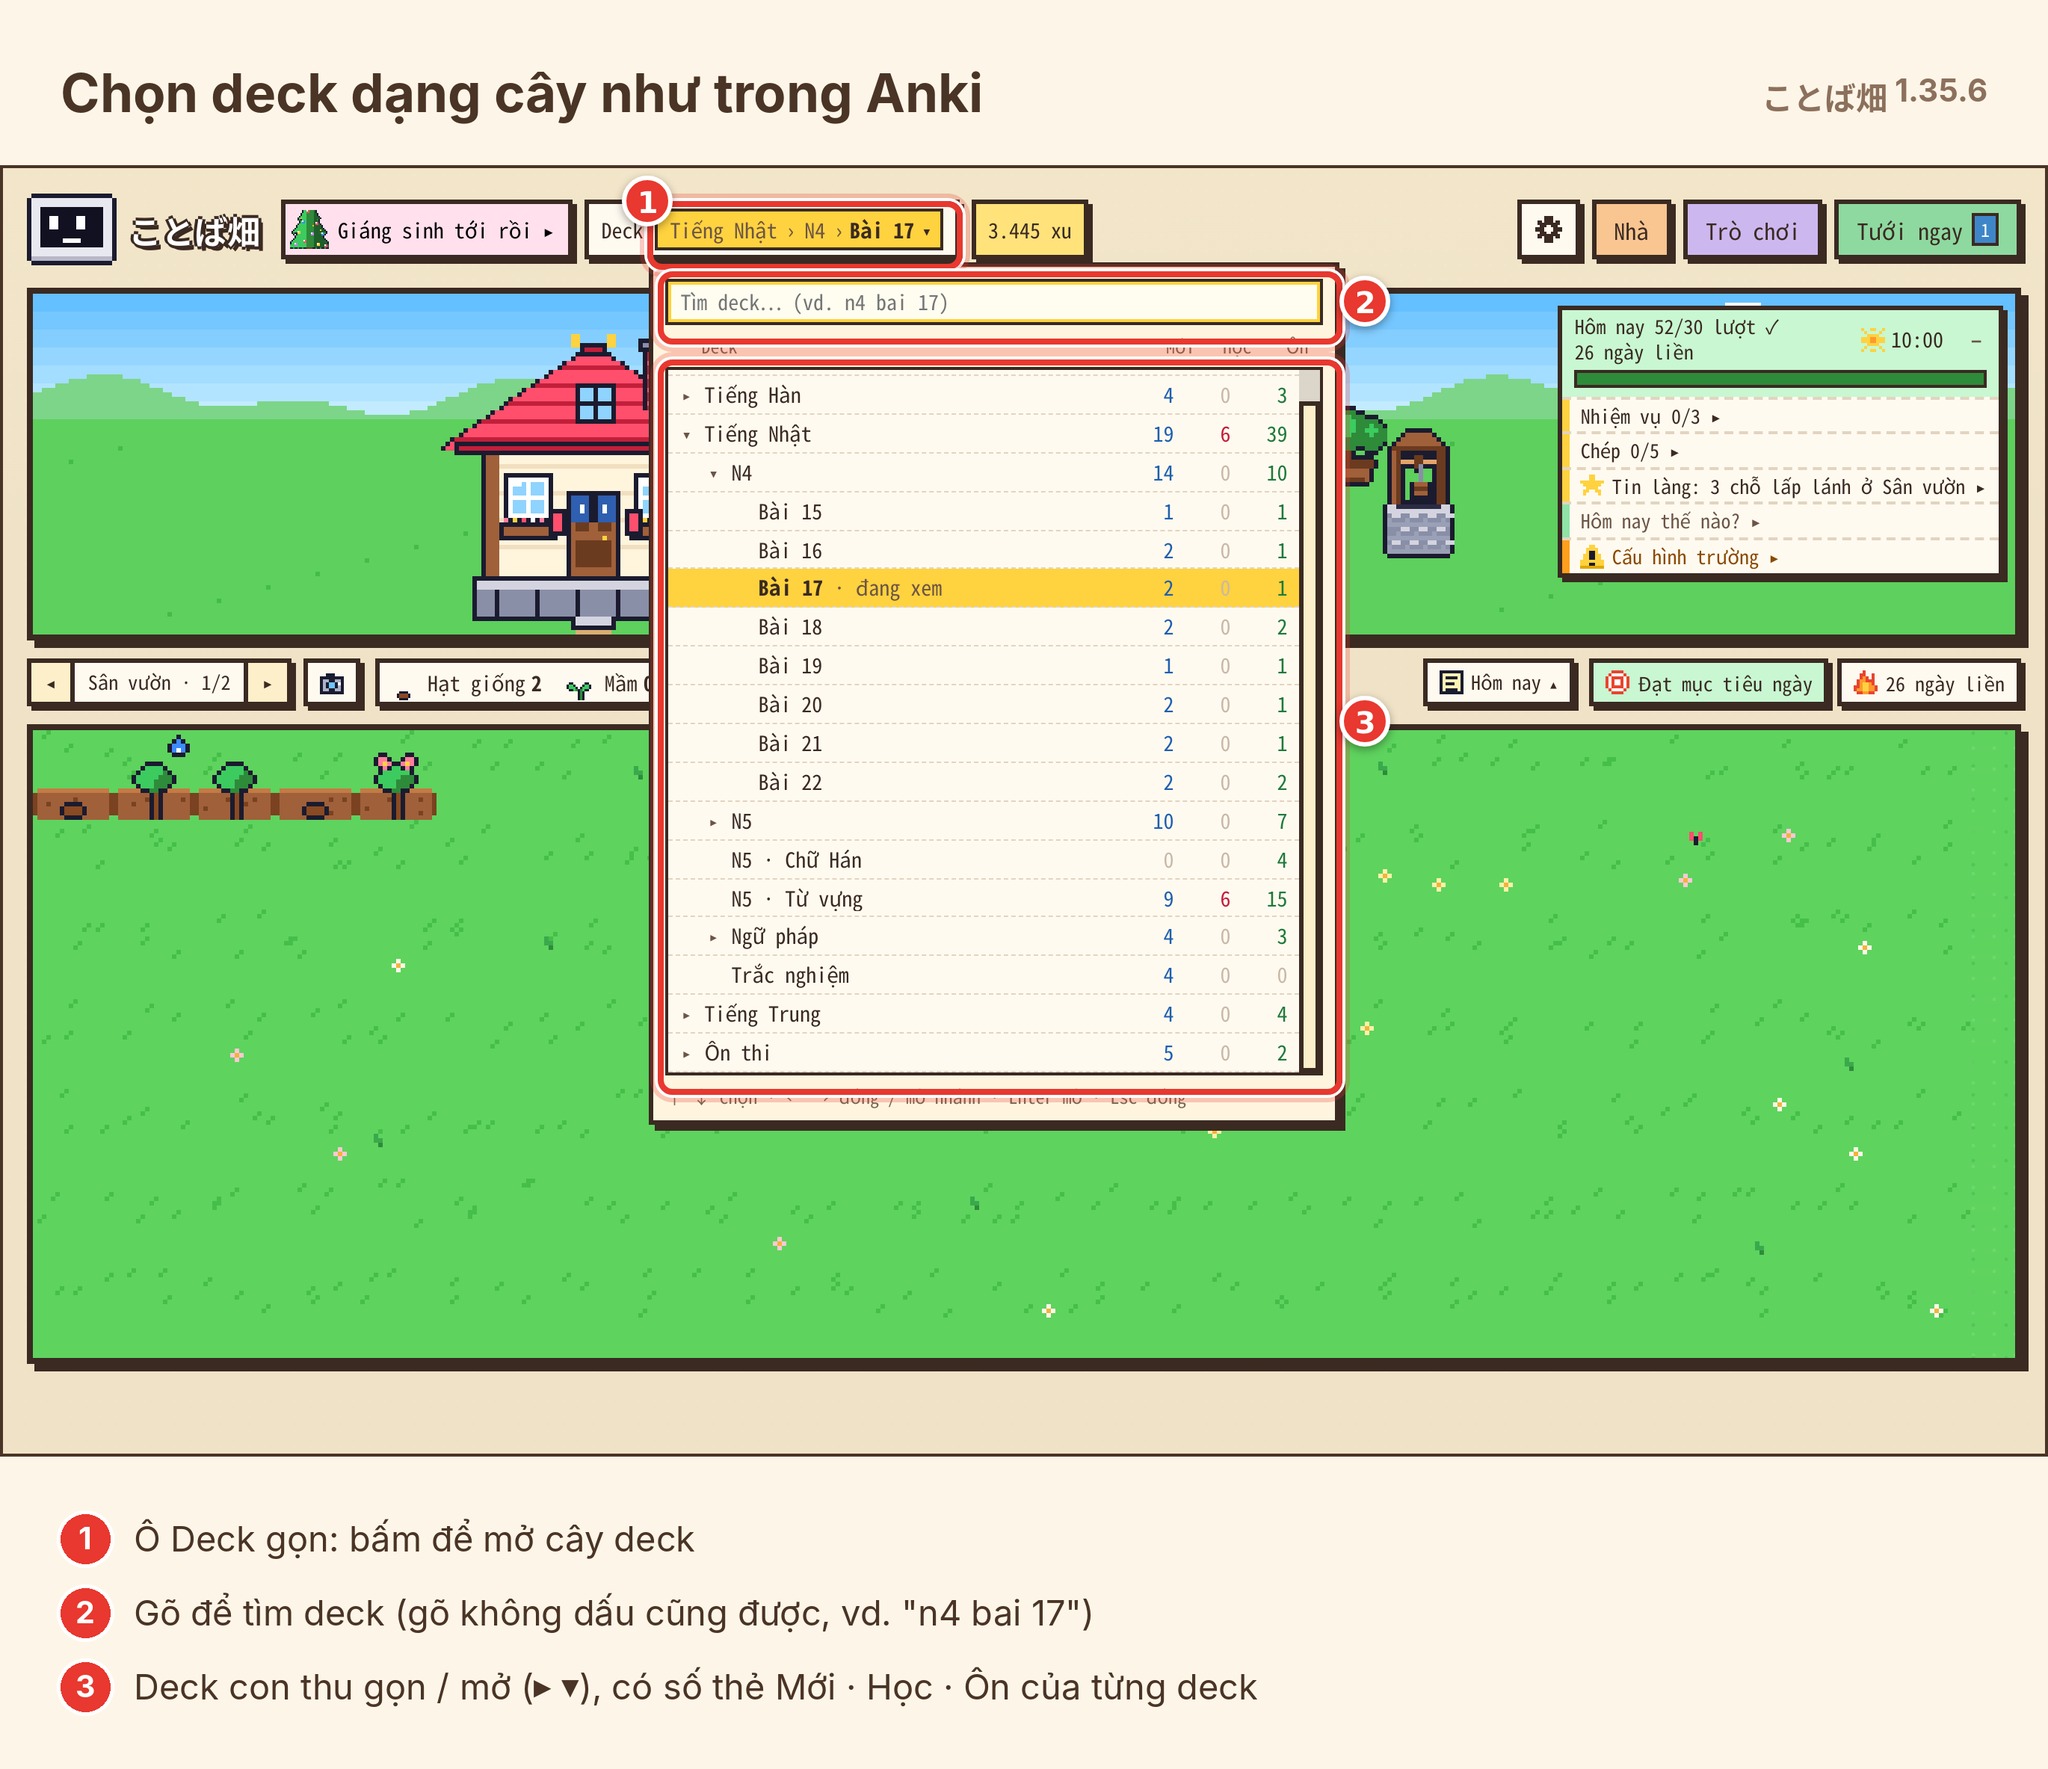 Chọn deck dạng cây như trong Anki
ことば畑 1.35.6
ことば畑
Giáng sinh tới rồi ▸
Deck
1
Tiếng Nhật › N4 › Bài 17 ▾
3.445 xu
Nhà
Trò chơi
Tưới ngay 1
Tìm deck... (vd. n4 bai 17)
2
Deck Mới Học Ôn
▸ Tiếng Hàn 4 0 3
▾ Tiếng Nhật 19 6 39
▾ N4 14 0 10
Bài 15 1 0 1
Bài 16 2 0 1
Bài 17 · đang xem 2 0 1
Bài 18 2 0 2
Bài 19 1 0 1
Bài 20 2 0 1
Bài 21 2 0 1
Bài 22 2 0 2
▸ N5 10 0 7
N5 · Chữ Hán 0 0 4
N5 · Từ vựng 9 6 15
▸ Ngữ pháp 4 0 3
Trắc nghiệm 4 0 0
▸ Tiếng Trung 4 0 4
▸ Ôn thi 5 0 2
3
Hôm nay 52/30 lượt ✓
26 ngày liền
10:00 –
Nhiệm vụ 0/3 ▸
Chép 0/5 ▸
Tin làng: 3 chỗ lấp lánh ở Sân vườn ▸
Hôm nay thế nào? ▸
Cấu hình trường ▸
◂ Sân vườn · 1/2 ▸
Hạt giống 2
Mầm
Hôm nay ▴
Đạt mục tiêu ngày
26 ngày liền
1 Ô Deck gọn: bấm để mở cây deck
2 Gõ để tìm deck (gõ không dấu cũng được, vd. "n4 bai 17")
3 Deck con thu gọn / mở (▸ ▾), có số thẻ Mới · Học · Ôn của từng deck